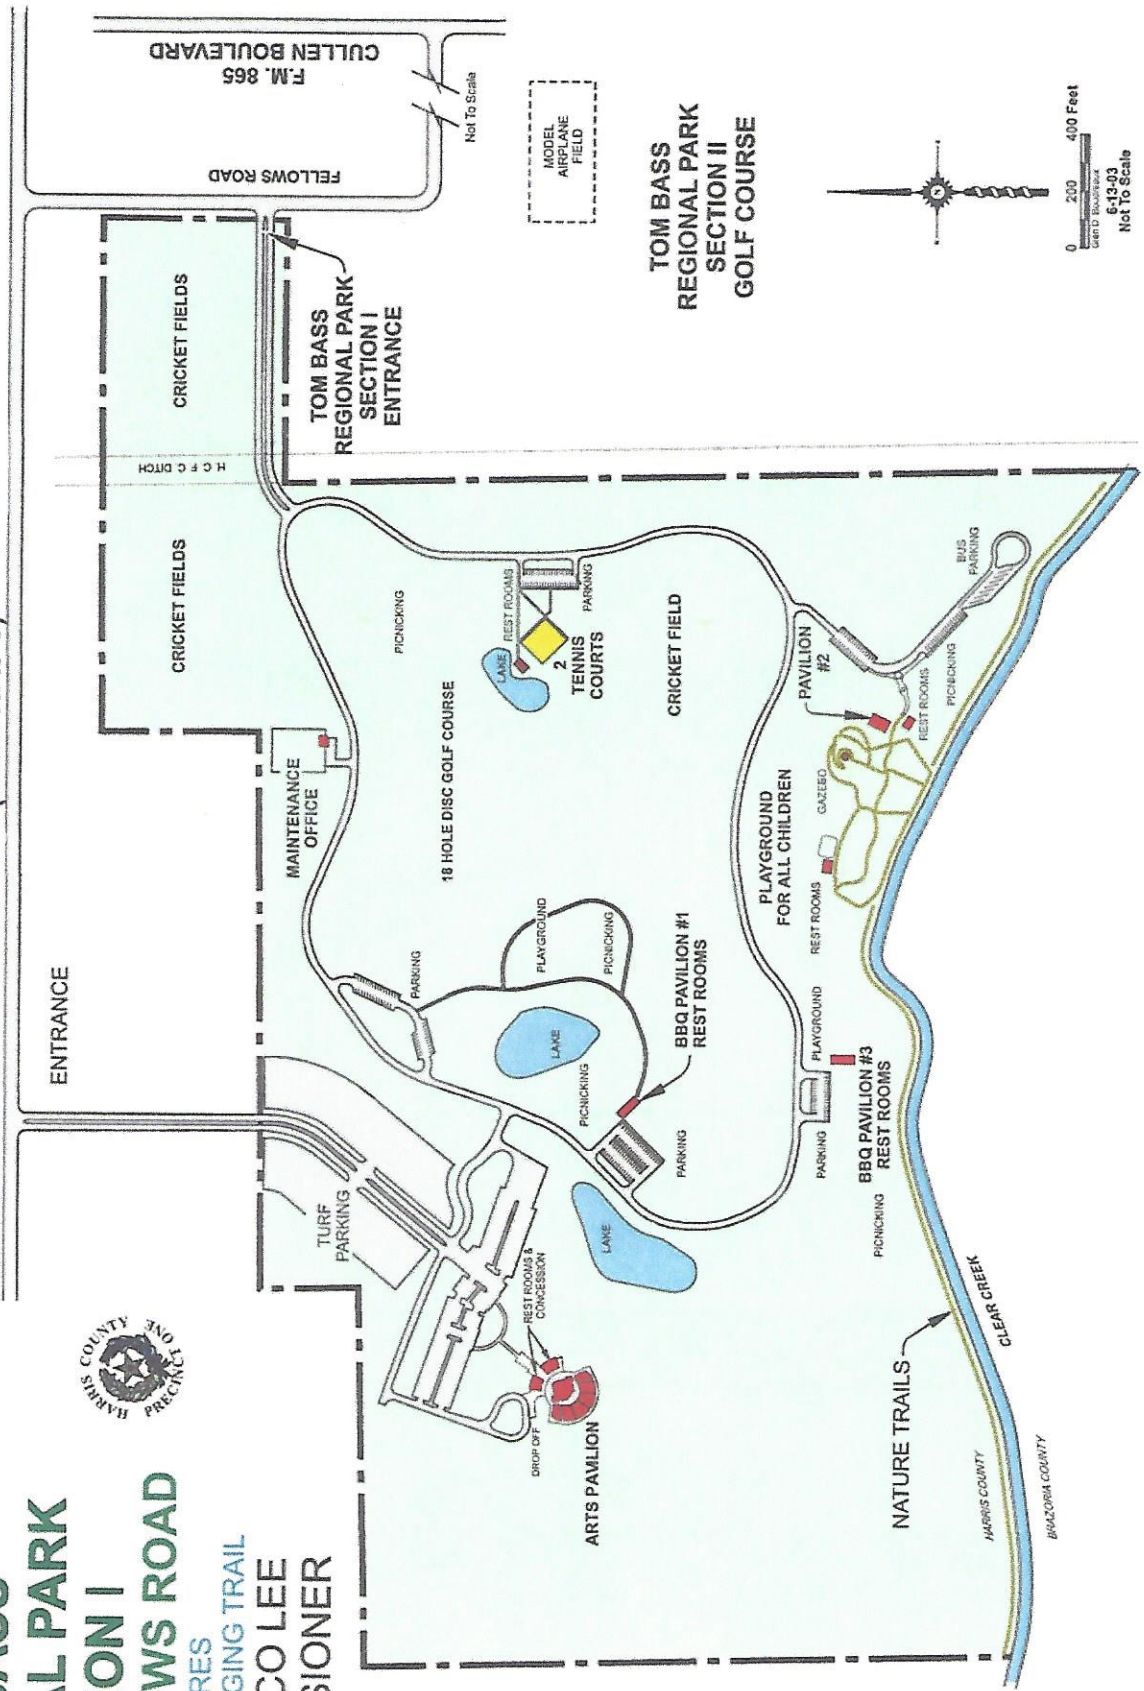 AL PARK
ON I
WS ROAD
RES
GING TRAIL
CO LEE
SIONER
HARRIS COUNTY
PRECINCT ONE
ENTRANCE
F.M. 865
CULLEN BOULEVARD
FELLOWS ROAD
Not To Scale
CRICKET FIELDS
H.C.F.C. DITCH
CRICKET FIELDS
TOM BASS
REGIONAL PARK
SECTION I
ENTRANCE
MAINTENANCE
OFFICE
TURF
PARKING
PICNICKING
PARKING
18 HOLE DISC GOLF COURSE
LAKE
REST ROOMS
2
TENNIS
COURTS
PARKING
MODEL
AIRPLANE
FIELD
REST ROOMS &
CONCESSION
DROP OFF
ARTS PAVILION
PLAYGROUND
PICNICKING
LAKE
PICNICKING
BBQ PAVILION #1
REST ROOMS
PARKING
LAKE
CRICKET FIELD
TOM BASS
REGIONAL PARK
SECTION II
GOLF COURSE
PLAYGROUND
FOR ALL CHILDREN
PAVILION
#2
GAZEBO
REST ROOMS
REST ROOMS
PICNICKING
BUS
PARKING
PLAYGROUND
PARKING
BBQ PAVILION #3
REST ROOMS
PICNICKING
NATURE TRAILS
CLEAR CREEK
HARRIS COUNTY
BRAZORIA COUNTY
N
0 200 400 Feet
Glen D. Boudreaux
6-13-03
Not To Scale